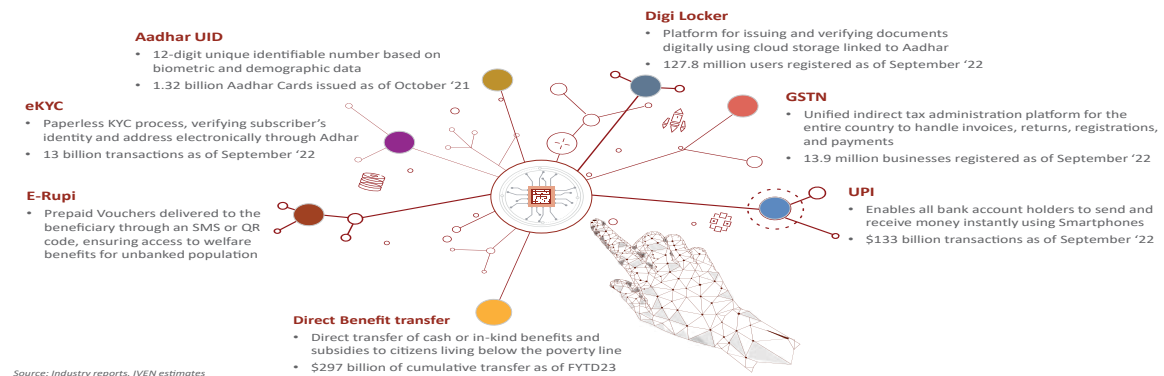 Aadhar UID
• 12-digit unique identifiable number based on
biometric and demographic data
• 1.32 billion Aadhar Cards issued as of October ‘21
eKYC
• Paperless KYC process, verifying subscriber’s
identity and address electronically through Adhar
• 13 billion transactions as of September ‘22
E-Rupi
• Prepaid Vouchers delivered to the
beneficiary through an SMS or QR
code, ensuring access to welfare
benefits for unbanked population
Direct Benefit transfer
• Direct transfer of cash or in-kind benefits and
subsidies to citizens living below the poverty line
• $297 billion of cumulative transfer as of FYTD23
Digi Locker
• Platform for issuing and verifying documents
digitally using cloud storage linked to Aadhar
• 127.8 million users registered as of September ‘22
GSTN
• Unified indirect tax administration platform for the
entire country to handle invoices, returns, registrations,
and payments
• 13.9 million businesses registered as of September ‘22
UPI
• Enables all bank account holders to send and
receive money instantly using Smartphones
• $133 billion transactions as of September ‘22
Source: Industry reports, IVEN estimates